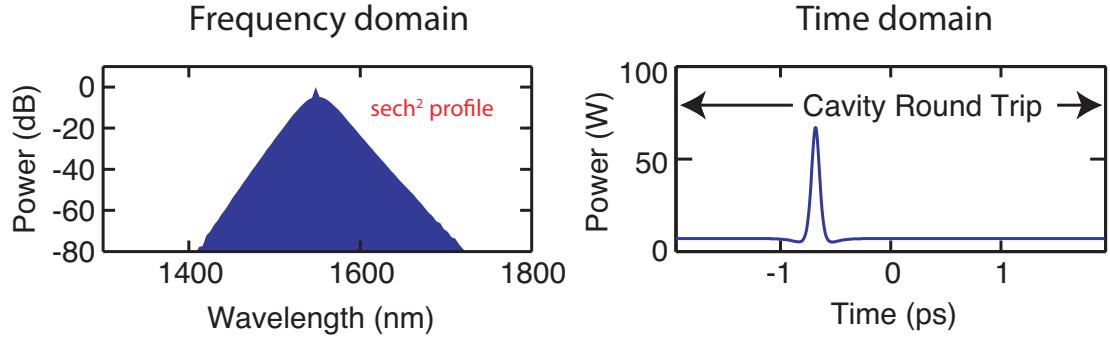 Frequency domain
0
-20
-40
-60
-80
Power (dB)
sech² profile
1400
1600
1800
Wavelength (nm)
Time domain
100
50
0
Power (W)
Cavity Round Trip
-1
0
1
Time (ps)